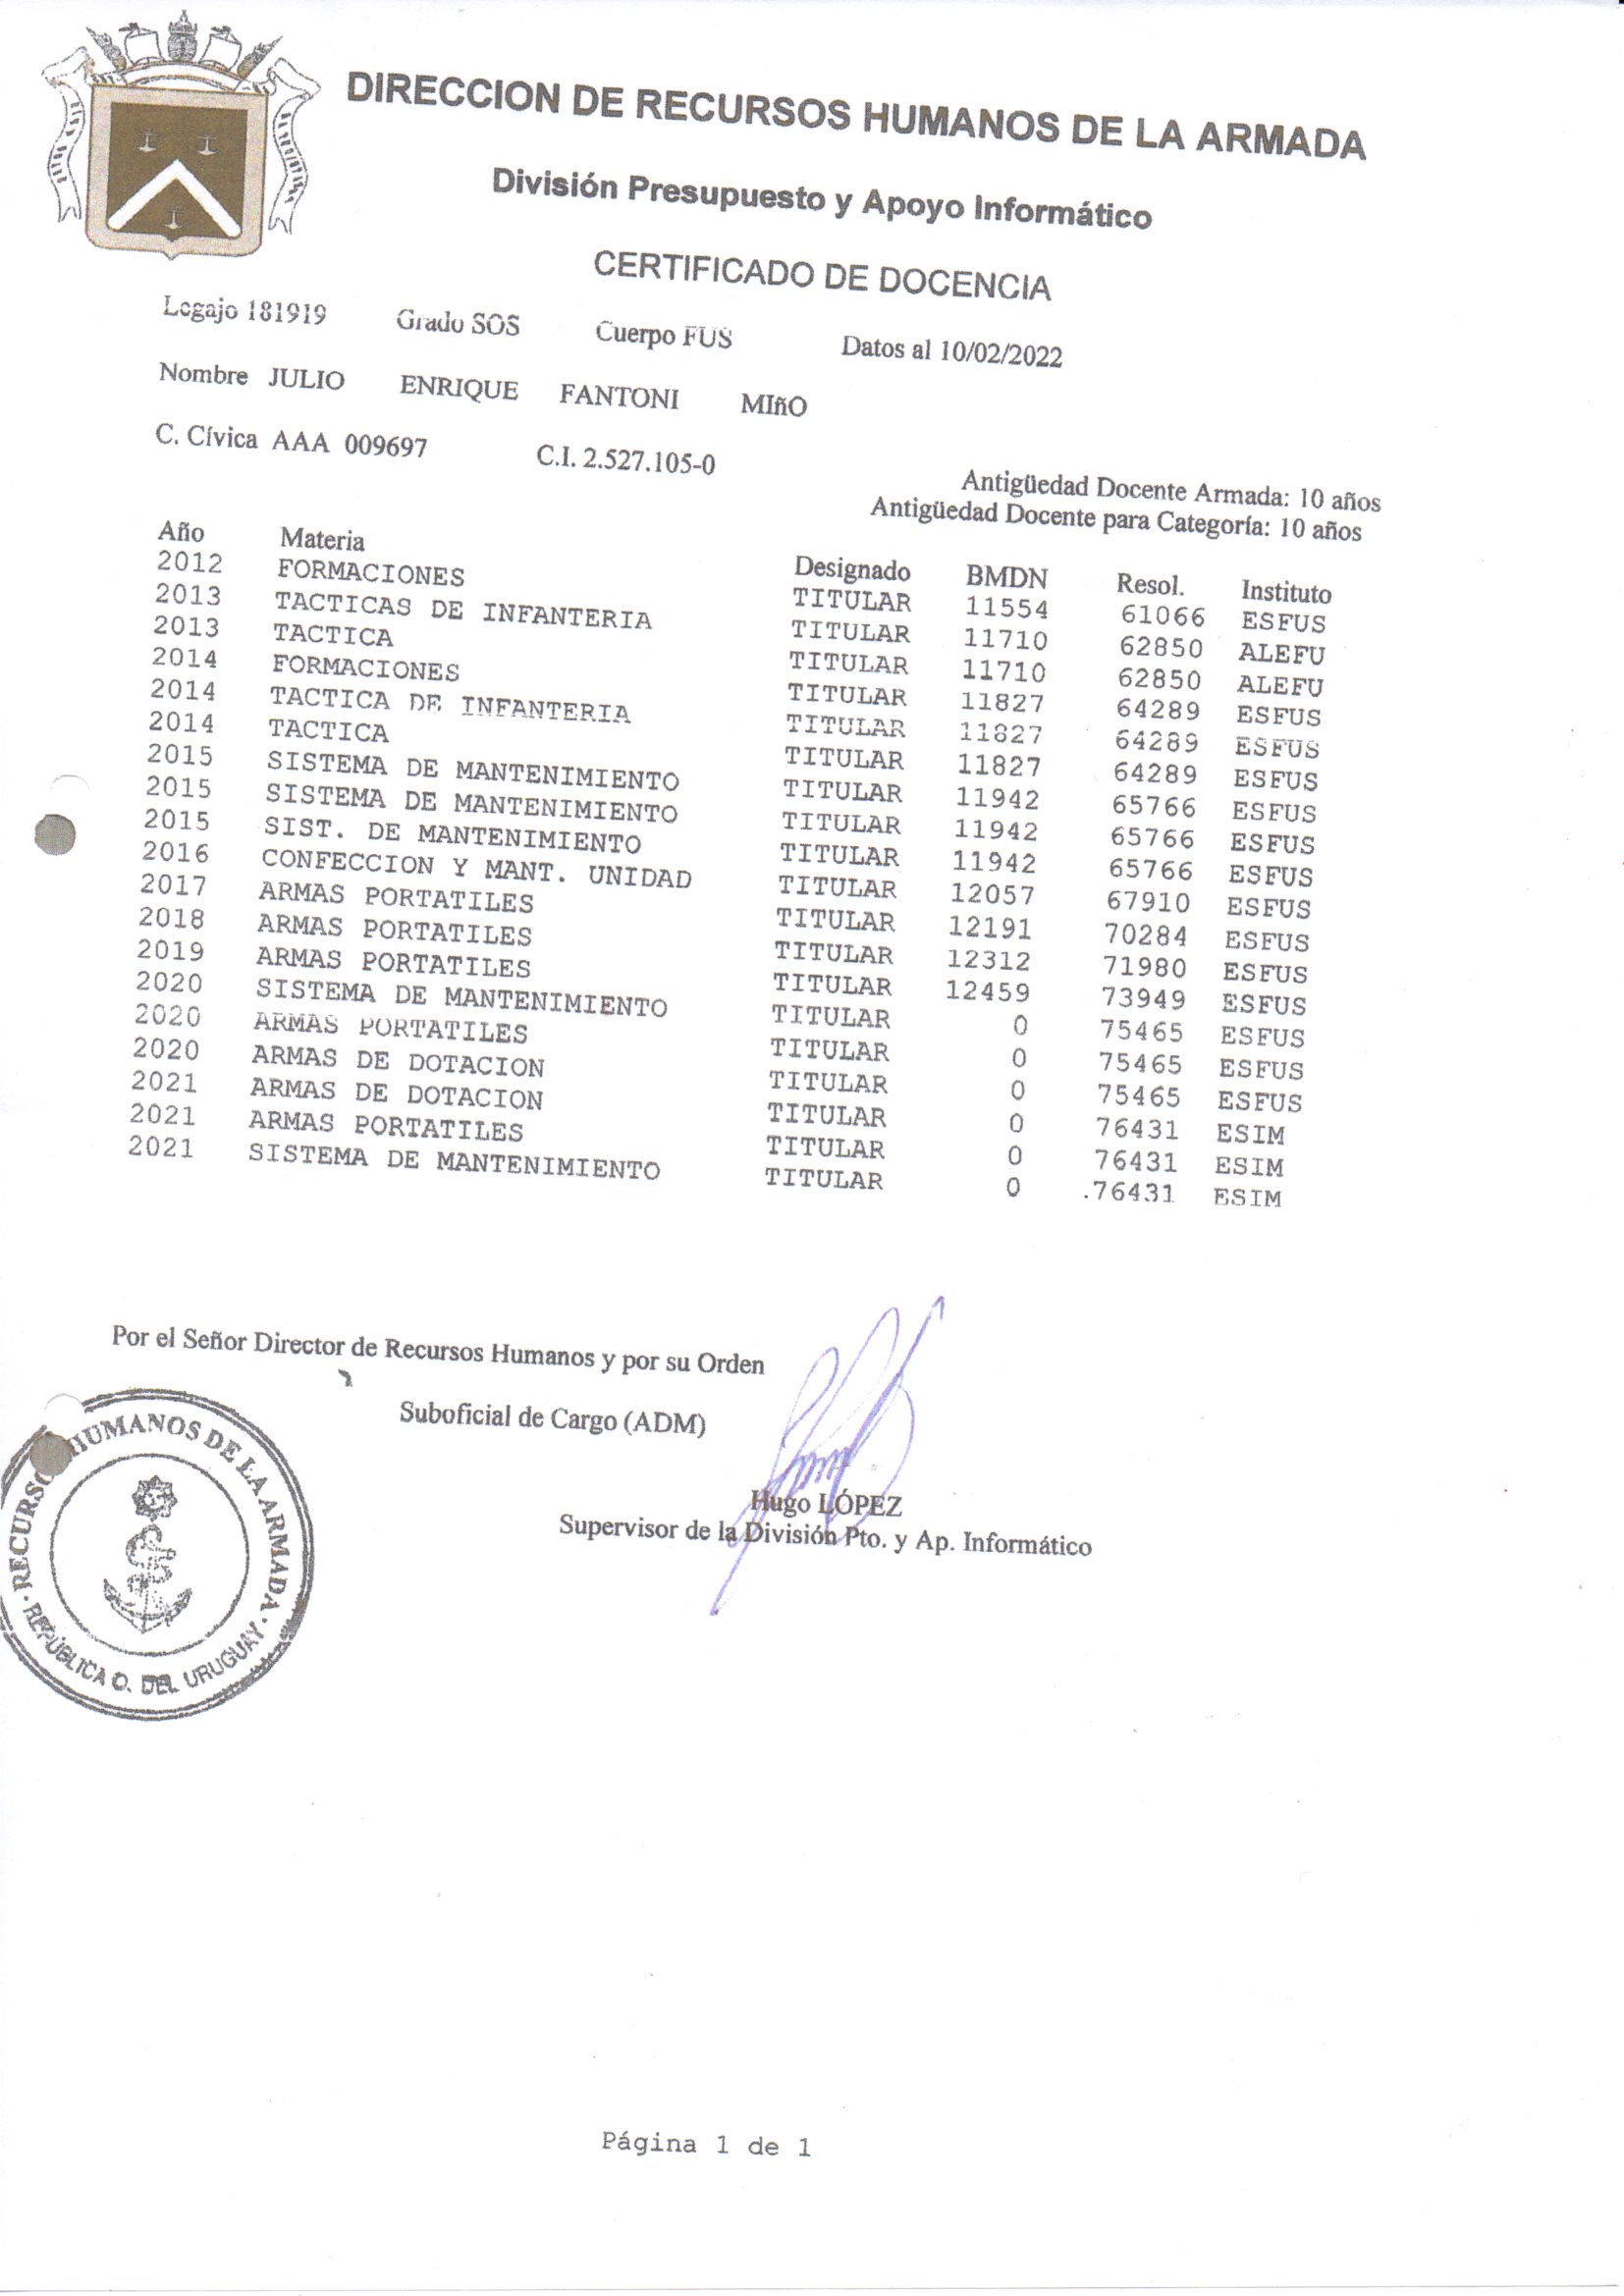 DIRECCION DE RECURSOS HUMANOS DE LA ARMADA
División Presupuesto y Apoyo Informático
CERTIFICADO DE DOCENCIA
Legajo 181919 Grado SOS Cuerpo FUS Datos al 10/02/2022
Nombre JULIO ENRIQUE FANTONI MIñO
C. Cívica AAA 009697 C.I. 2.527.105-0
Antigüedad Docente Armada: 10 años
Antigüedad Docente para Categoría: 10 años
Año Materia Designado BMDN Resol. Instituto
2012 FORMACIONES TITULAR 11554 61066 ESFUS
2013 TACTICAS DE INFANTERIA TITULAR 11710 62850 ALEFU
2013 TACTICA TITULAR 11710 62850 ALEFU
2014 FORMACIONES TITULAR 11827 64289 ESFUS
2014 TACTICA DE INFANTERIA TITULAR 11827 64289 ESFUS
2014 TACTICA TITULAR 11827 64289 ESFUS
2015 SISTEMA DE MANTENIMIENTO TITULAR 11942 65766 ESFUS
2015 SISTEMA DE MANTENIMIENTO TITULAR 11942 65766 ESFUS
2015 SIST. DE MANTENIMIENTO TITULAR 11942 65766 ESFUS
2016 CONFECCION Y MANT. UNIDAD TITULAR 12057 67910 ESFUS
2017 ARMAS PORTATILES TITULAR 12191 70284 ESFUS
2018 ARMAS PORTATILES TITULAR 12312 71980 ESFUS
2019 ARMAS PORTATILES TITULAR 12459 73949 ESFUS
2020 SISTEMA DE MANTENIMIENTO TITULAR 0 75465 ESFUS
2020 ARMAS PORTATILES TITULAR 0 75465 ESFUS
2020 ARMAS DE DOTACION TITULAR 0 75465 ESFUS
2021 ARMAS DE DOTACION TITULAR 0 76431 ESIM
2021 ARMAS PORTATILES TITULAR 0 76431 ESIM
2021 SISTEMA DE MANTENIMIENTO TITULAR 0 .76431 ESIM
Por el Señor Director de Recursos Humanos y por su Orden
Suboficial de Cargo (ADM)
Hugo LÓPEZ
Supervisor de la División Pto. y Ap. Informático
RECURSOS HUMANOS DE LA ARMADA
· REPÚBLICA O. DEL URUGUAY ·
Página 1 de 1